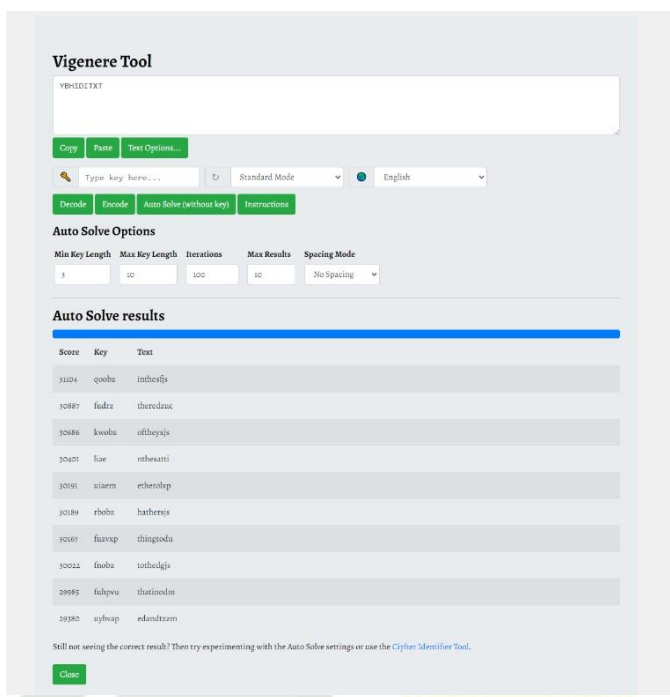 Vigenere Tool
YBHIDITXT
Copy Paste Text Options...
Type key here... Standard Mode English
Decode Encode Auto Solve (without key) Instructions
Auto Solve Options
Min Key Length Max Key Length Iterations Max Results Spacing Mode
3 10 100 10 No Spacing
Auto Solve results
Score Key Text
31104 qoobz inthesfjs
30887 fudrz theredzuc
30686 kwobz oftheyxjs
30401 liae nthesatti
30191 uiaem etherolxp
30189 rbobz hathersjs
30167 fuzvxp thingtodu
30022 fnobz tothedgjs
29985 fuhpvv thatinodm
29380 uyhvap edandtzzm
Still not seeing the correct result? Then try experimenting with the Auto Solve settings or use the Cipher Identifier Tool.
Close